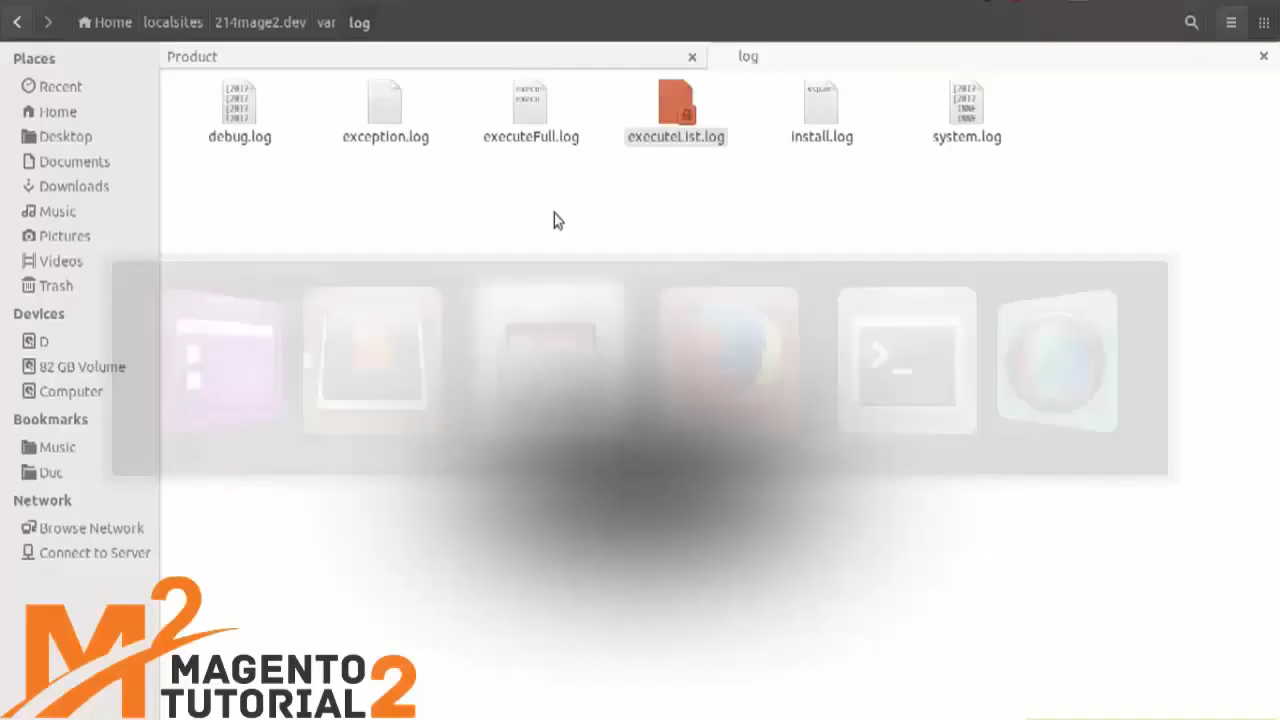 Home localsites 214mage2.dev var log
Places
Recent
Home
Desktop
Documents
Downloads
Music
Pictures
Videos
Trash
Devices
D
82 GB Volume
Computer
Bookmarks
Music
Duc
Network
Browse Network
Connect to Server
Product
log
debug.log exception.log executeFull.log executeList.log install.log system.log
M2
MAGENTO
TUTORIAL 2